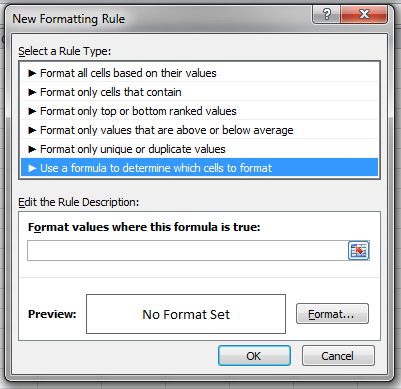 New Formatting Rule
Select a Rule Type:
► Format all cells based on their values
► Format only cells that contain
► Format only top or bottom ranked values
► Format only values that are above or below average
► Format only unique or duplicate values
► Use a formula to determine which cells to format
Edit the Rule Description:
Format values where this formula is true:
Preview:
No Format Set
Format...
OK
Cancel